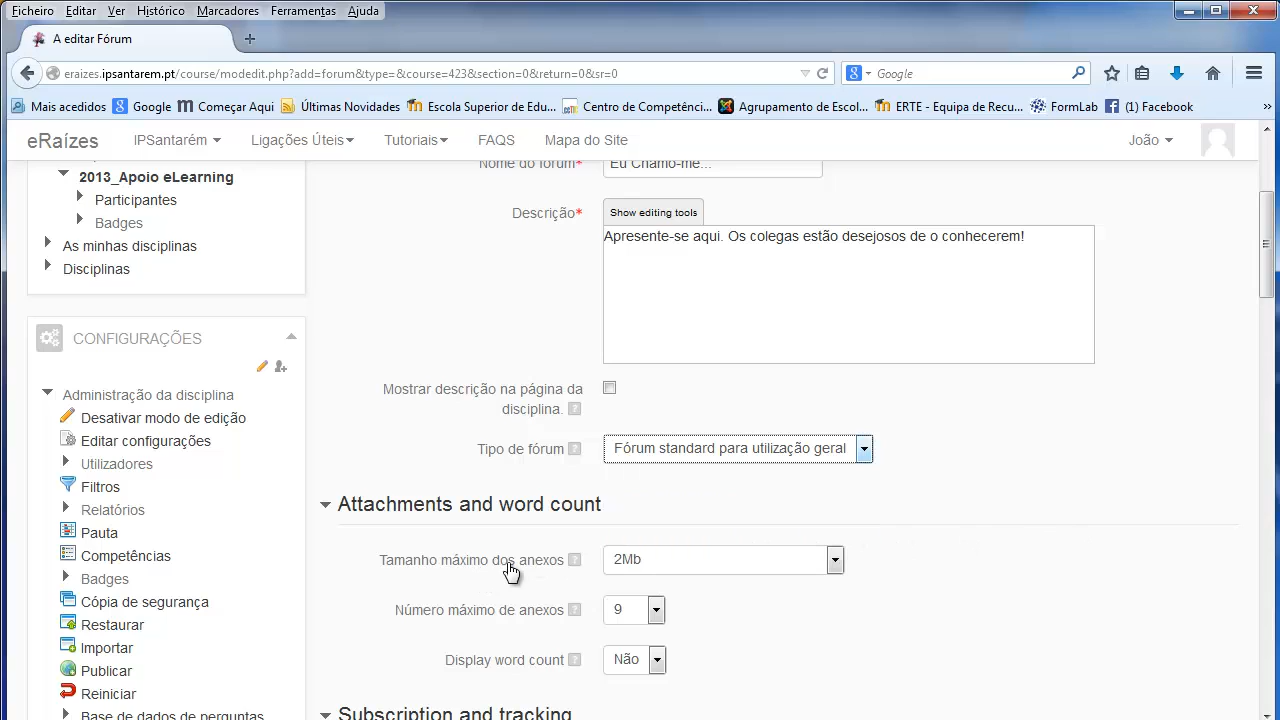 Ficheiro Editar Ver Histórico Marcadores Ferramentas Ajuda
A editar Fórum
eraizes.ipsantarem.pt/course/modedit.php?add=forum&type=&course=423&section=0&return=0&sr=0
Google
Mais acedidos Google Começar Aqui Últimas Novidades Escola Superior de Edu... Centro de Competênci... Agrupamento de Escol... ERTE - Equipa de Recu... FormLab (1) Facebook »
eRaízes IPSantarém Ligações Úteis Tutoriais FAQS Mapa do Site João
Nome do fórum* Eu Chamo-me...
2013_Apoio eLearning
Participantes
Badges
As minhas disciplinas
Disciplinas
Descrição* Show editing tools
Apresente-se aqui. Os colegas estão desejosos de o conhecerem!
CONFIGURAÇÕES
Administração da disciplina
Desativar modo de edição
Editar configurações
Utilizadores
Filtros
Relatórios
Pauta
Competências
Badges
Cópia de segurança
Restaurar
Importar
Publicar
Reiniciar
Base de dados de perguntas
Mostrar descrição na página da
disciplina. ?
Tipo de fórum ? Fórum standard para utilização geral
Attachments and word count
Tamanho máximo dos anexos ? 2Mb
Número máximo de anexos ? 9
Display word count ? Não
Subscription and tracking